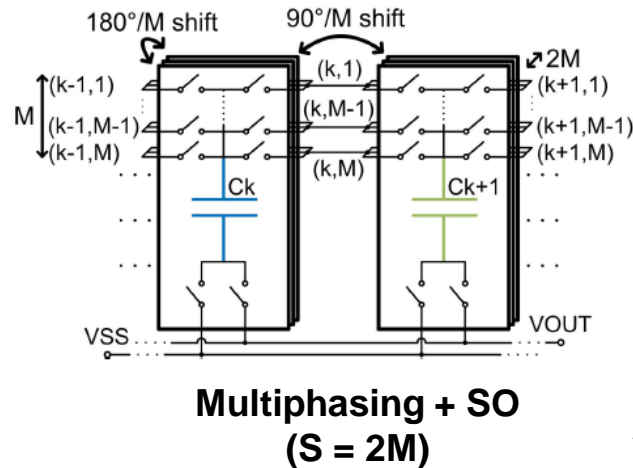 180°/M shift
90°/M shift
2M
(k-1,1)
(k,1)
(k+1,1)
M
(k-1,M-1)
(k,M-1)
(k+1,M-1)
(k-1,M)
(k,M)
(k+1,M)
Ck
Ck+1
VSS
VOUT
Multiphasing + SO
(S = 2M)